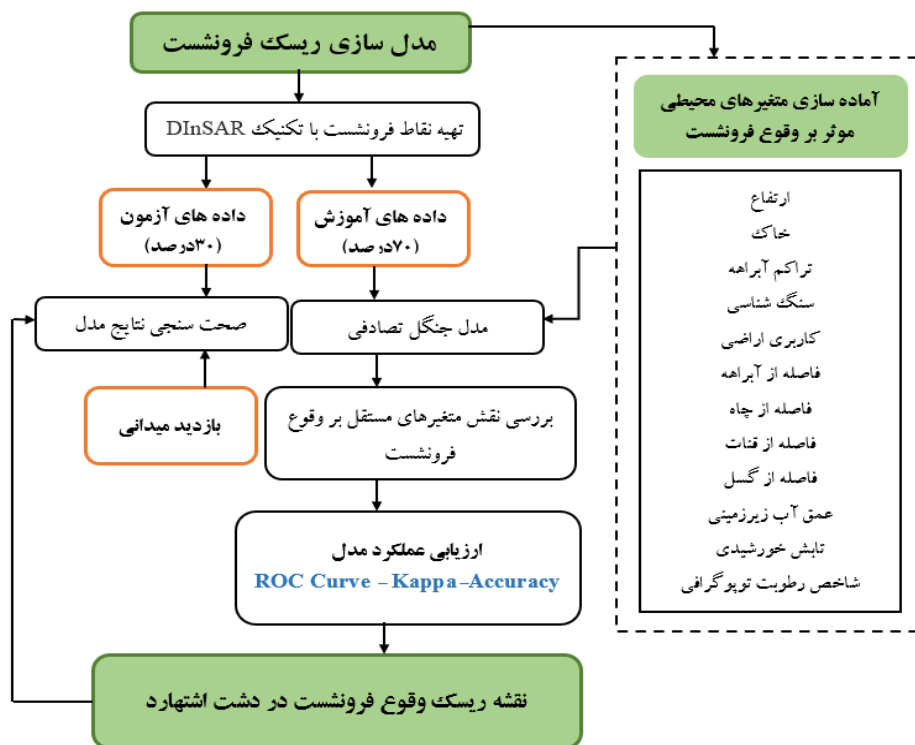 مدل سازی ریسک فرونشست
آماده سازی متغیرهای محیطی
موثر بر وقوع فرونشست
تهیه نقاط فرونشست با تکنیک DInSAR
داده های آموزش
(۷۰درصد)
داده های آزمون
(۳۰درصد)
ارتفاع
خاک
تراکم آبراهه
سنگ شناسی
کاربری اراضی
فاصله از آبراهه
فاصله از چاه
فاصله از قنات
فاصله از گسل
عمق آب زیرزمینی
تابش خورشیدی
شاخص رطوبت توپوگرافی
مدل جنگل تصادفی
صحت سنجی نتایج مدل
بازدید میدانی
بررسی نقش متغیرهای مستقل بر وقوع
فرونشست
ارزیابی عملکرد مدل
ROC Curve – Kappa –Accuracy
نقشه ریسک وقوع فرونشست در دشت اشتهارد